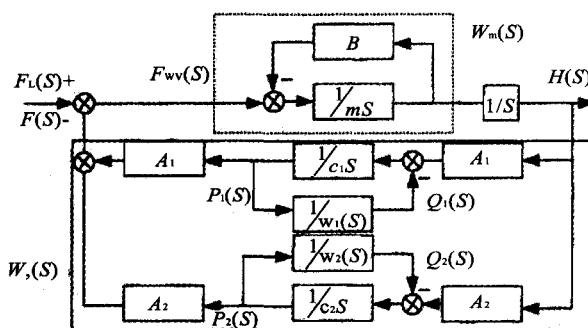 B
Wm(S)
FL(S)+
FWV(S)
H(S)
F(S)-
1/mS
1/S
A1
1/c1S
A1
P1(S)
1/w1(S)
Q1(S)
1/w2(S)
Q2(S)
W,(S)
A2
1/c2S
A2
P2(S)